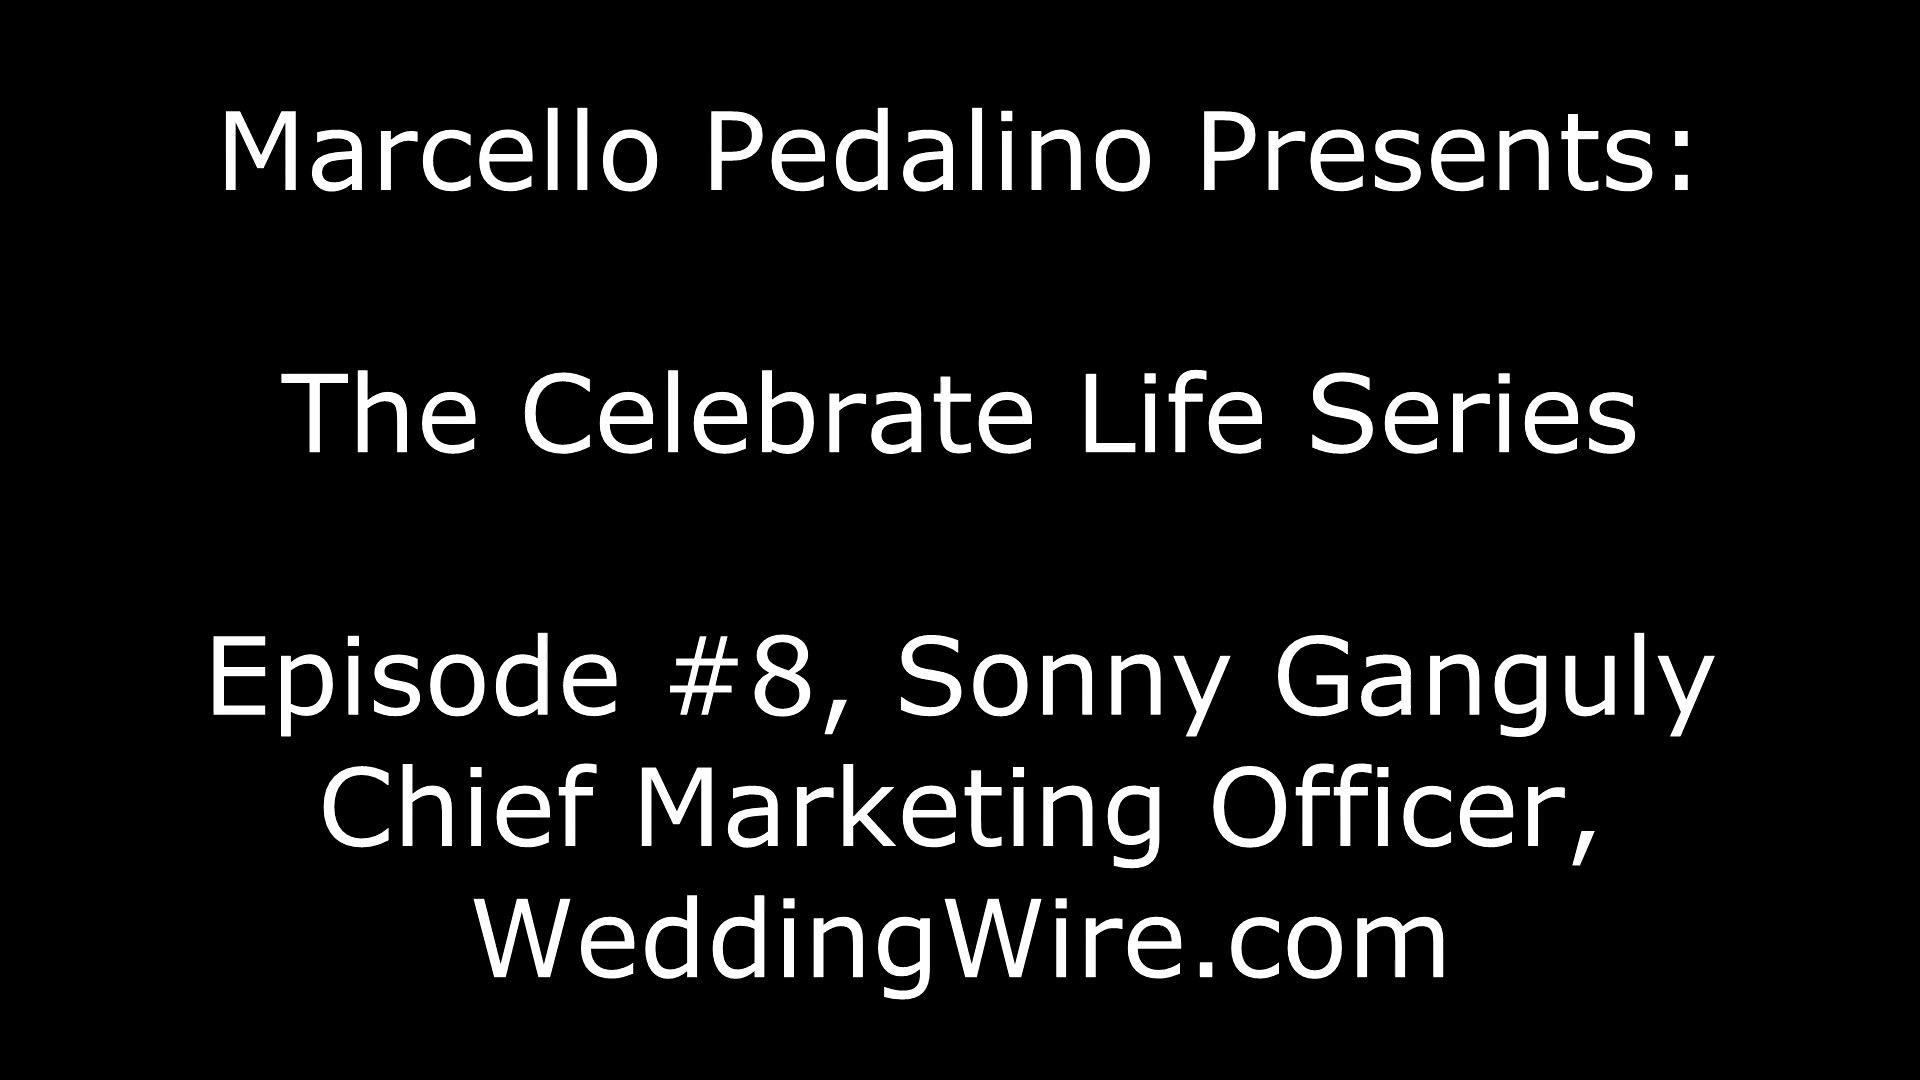 Marcello Pedalino Presents:
The Celebrate Life Series
Episode #8, Sonny Ganguly
Chief Marketing Officer,
WeddingWire.com